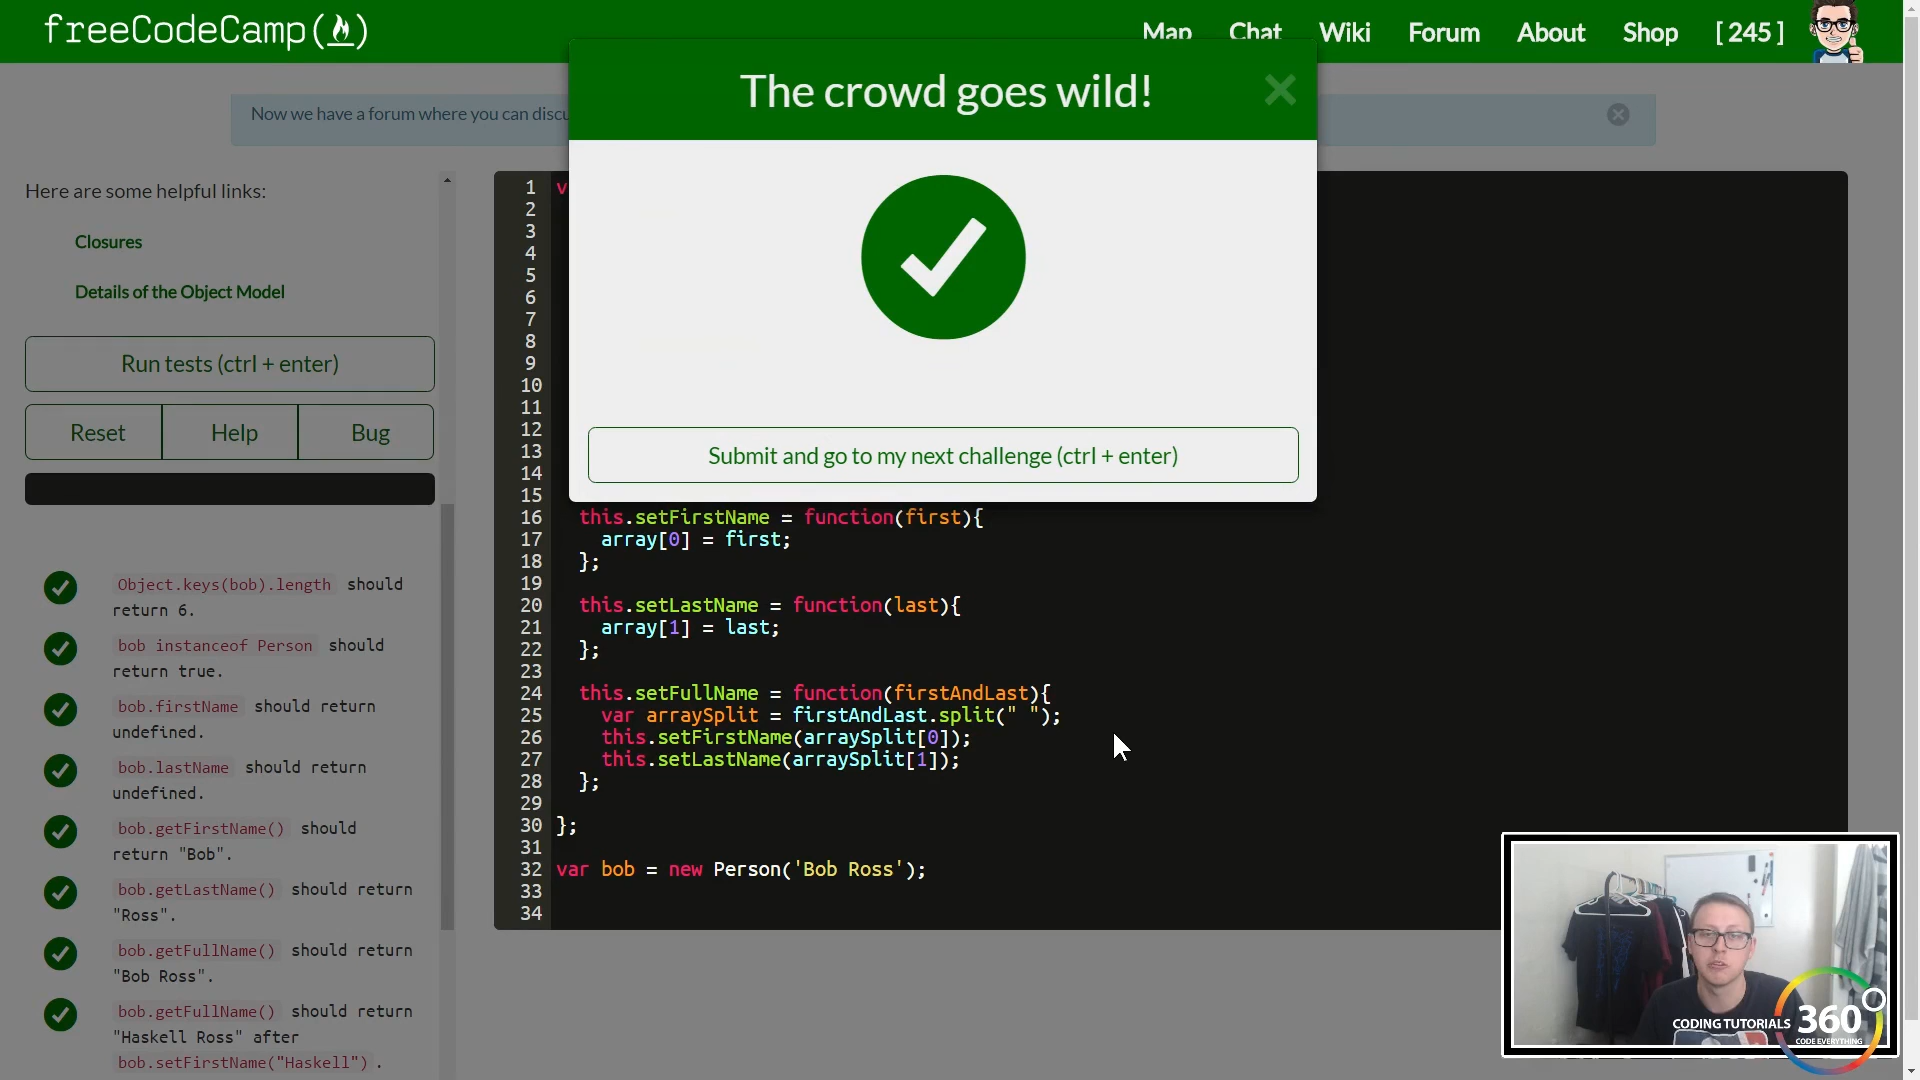 freeCodeCamp
Map Chat Wiki Forum About Shop [ 245 ]
The crowd goes wild!
Now we have a forum where you can discu
Here are some helpful links:
Closures
Details of the Object Model
Run tests (ctrl + enter)
Reset Help Bug
Object.keys(bob).length should
return 6.
bob instanceof Person should
return true.
bob.firstName should return
undefined.
bob.lastName should return
undefined.
bob.getFirstName() should
return "Bob".
bob.getLastName() should return
"Ross".
bob.getFullName() should return
"Bob Ross".
bob.getFullName() should return
"Haskell Ross" after
bob.setFirstName("Haskell") .
Submit and go to my next challenge (ctrl + enter)
1 v
2
3
4
5
6
7
8
9
10
11
12
13
14
15
16 this.setFirstName = function(first){
17 array[0] = first;
18 };
19
20 this.setLastName = function(last){
21 array[1] = last;
22 };
23
24 this.setFullName = function(firstAndLast){
25 var arraySplit = firstAndLast.split(" ");
26 this.setFirstName(arraySplit[0]);
27 this.setLastName(arraySplit[1]);
28 };
29
30 };
31
32 var bob = new Person('Bob Ross');
33
34
CODING TUTORIALS 360
CODE EVERYTHING